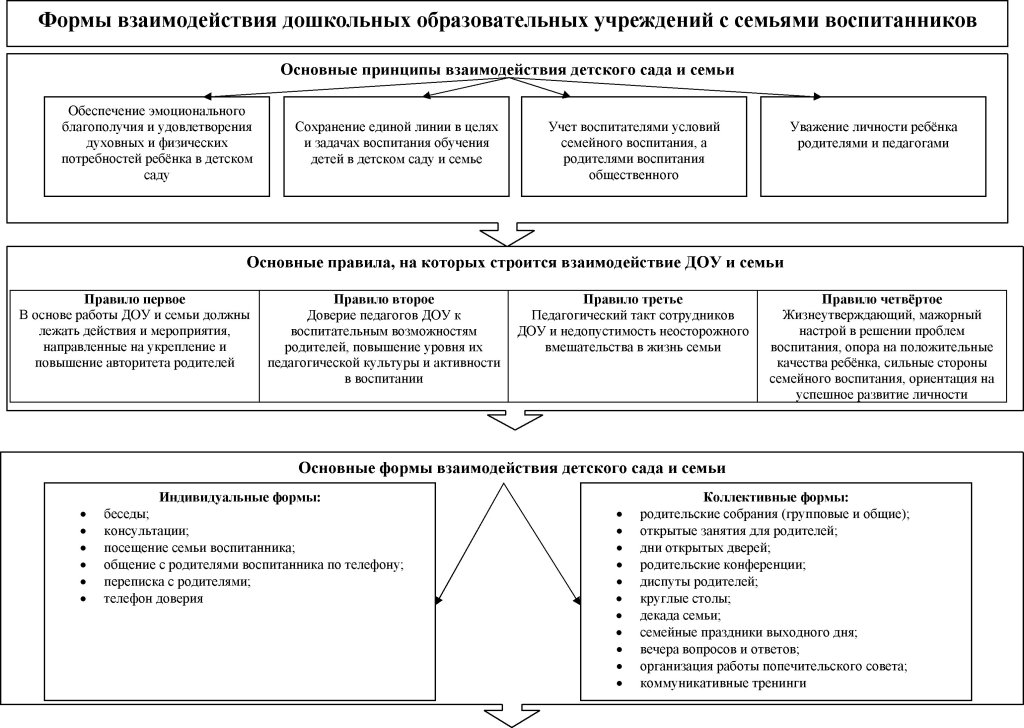 Формы взаимодействия дошкольных образовательных учреждений с семьями воспитанников
Основные принципы взаимодействия детского сада и семьи
Обеспечение эмоционального
благополучия и удовлетворения
духовных и физических
потребностей ребёнка в детском
саду
Сохранение единой линии в целях
и задачах воспитания обучения
детей в детском саду и семье
Учет воспитателями условий
семейного воспитания, а
родителями воспитания
общественного
Уважение личности ребёнка
родителями и педагогами
Основные правила, на которых строится взаимодействие ДОУ и семьи
Правило первое
В основе работы ДОУ и семьи должны
лежать действия и мероприятия,
направленные на укрепление и
повышение авторитета родителей
Правило второе
Доверие педагогов ДОУ к
воспитательным возможностям
родителей, повышение уровня их
педагогической культуры и активности
в воспитании
Правило третье
Педагогический такт сотрудников
ДОУ и недопустимость неосторожного
вмешательства в жизнь семьи
Правило четвёртое
Жизнеутверждающий, мажорный
настрой в решении проблем
воспитания, опора на положительные
качества ребёнка, сильные стороны
семейного воспитания, ориентация на
успешное развитие личности
Основные формы взаимодействия детского сада и семьи
Индивидуальные формы:
• беседы;
• консультации;
• посещение семьи воспитанника;
• общение с родителями воспитанника по телефону;
• переписка с родителями;
• телефон доверия
Коллективные формы:
• родительские собрания (групповые и общие);
• открытые занятия для родителей;
• дни открытых дверей;
• родительские конференции;
• диспуты родителей;
• круглые столы;
• декада семьи;
• семейные праздники выходного дня;
• вечера вопросов и ответов;
• организация работы попечительского совета;
• коммуникативные тренинги